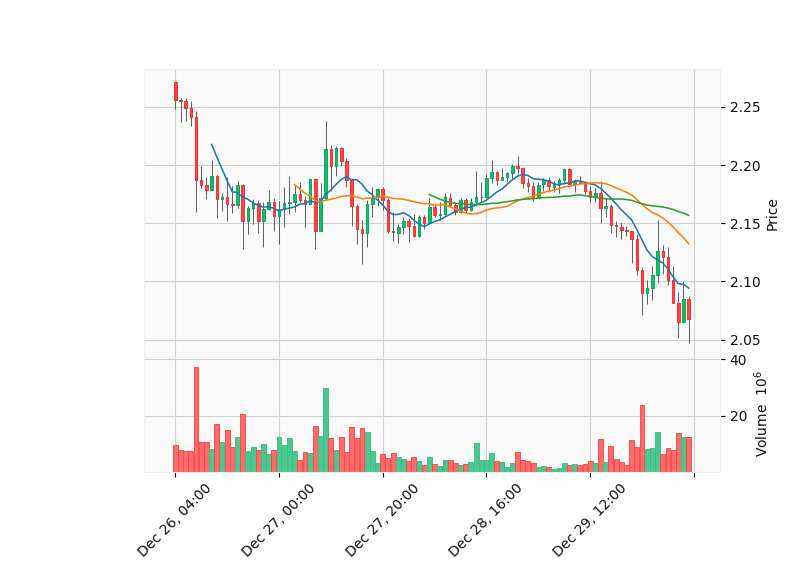 2.25
2.20
2.15
2.10
2.05
Price
40
20
Volume 10^6
Dec 26, 04:00
Dec 27, 00:00
Dec 27, 20:00
Dec 28, 16:00
Dec 29, 12:00